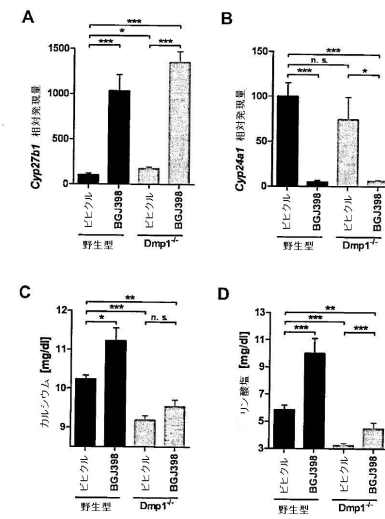 A
***
*
***
***
Cyp27b1 相対発現量
1500
1000
500
0
ビヒクル
BGJ398
ビヒクル
BGJ398
野生型
Dmp1-/-
B
***
n. s.
***
*
Cyp24a1 相対発現量
150
100
50
0
ビヒクル
BGJ398
ビヒクル
BGJ398
野生型
Dmp1-/-
C
**
***
*
n. s.
カルシウム [mg/dl]
12
11
10
9
ビヒクル
BGJ398
ビヒクル
BGJ398
野生型
Dmp1-/-
D
**
***
***
***
リン酸塩 [mg/dl]
13
11
9
7
5
3
ビヒクル
BGJ398
ビヒクル
BGJ398
野生型
Dmp1-/-